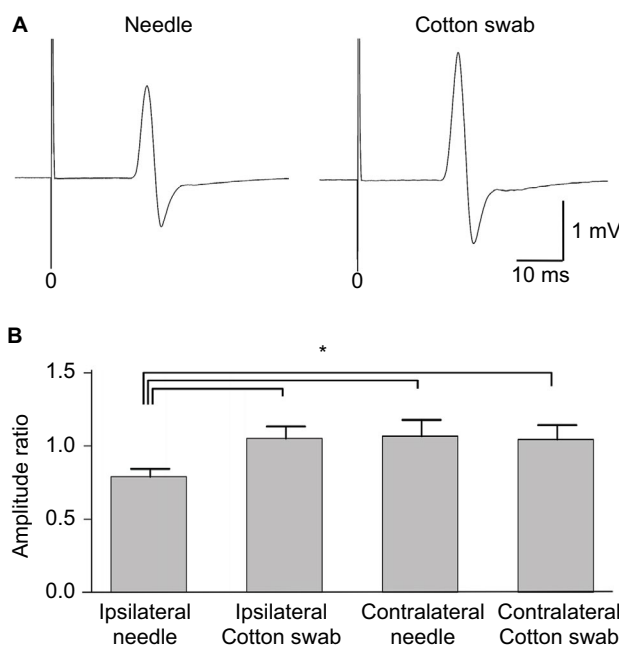 A
Needle
Cotton swab
0
0
1 mV
10 ms
B
*
1.5
1.0
0.5
0.0
Amplitude ratio
Ipsilateral
needle
Ipsilateral
Cotton swab
Contralateral
needle
Contralateral
Cotton swab